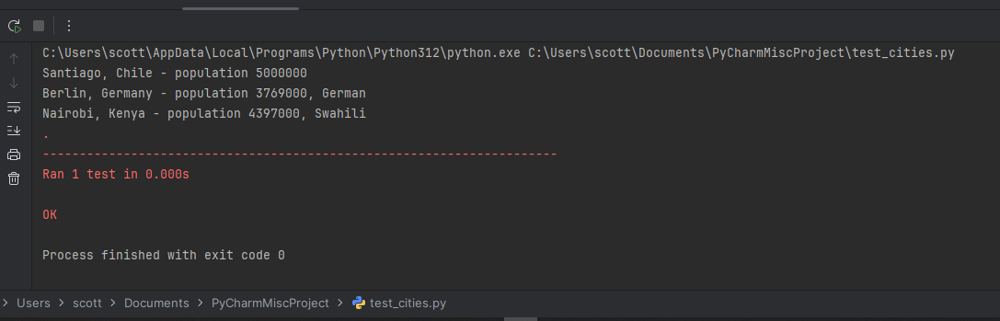 C:\Users\scott\AppData\Local\Programs\Python\Python312\python.exe C:\Users\scott\Documents\PyCharmMiscProject\test_cities.py
Santiago, Chile - population 5000000
Berlin, Germany - population 3769000, German
Nairobi, Kenya - population 4397000, Swahili
.
----------------------------------------------------------------------
Ran 1 test in 0.000s
OK
Process finished with exit code 0
> Users > scott > Documents > PyCharmMiscProject > test_cities.py